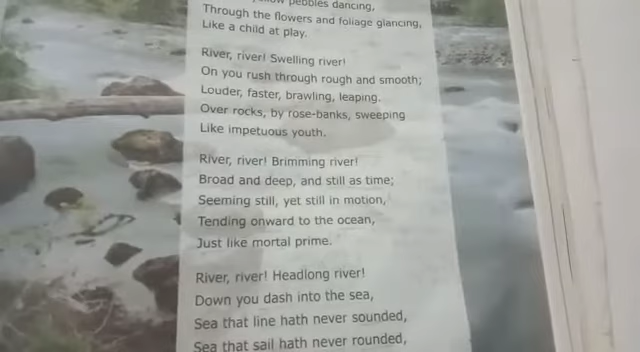 pebbles dancing,
Through the flowers and foliage glancing,
Like a child at play.
River, river! Swelling river!
On you rush through rough and smooth;
Louder, faster, brawling, leaping.
Over rocks, by rose-banks, sweeping
Like impetuous youth.
River, river! Brimming river!
Broad and deep, and still as time;
Seeming still, yet still in motion,
Tending onward to the ocean,
Just like mortal prime.
River, river! Headlong river!
Down you dash into the sea,
Sea that line hath never sounded,
Sea that sail hath never rounded,